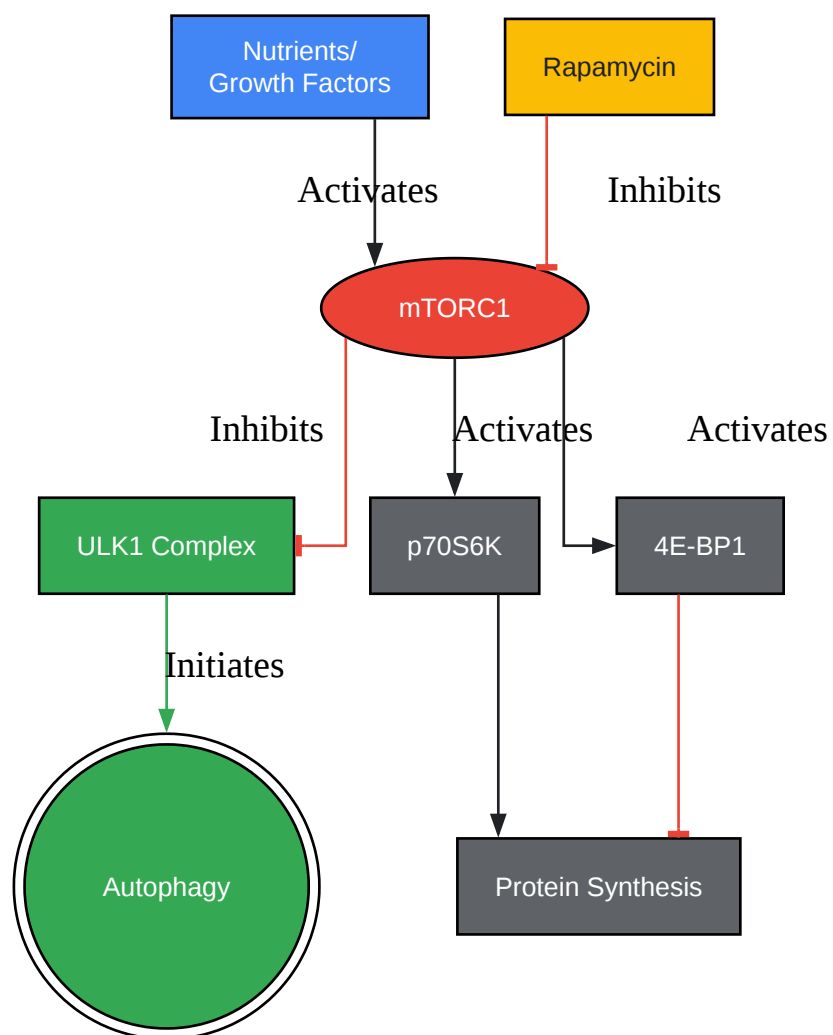 Nutrients/
Growth Factors
Rapamycin
Activates
Inhibits
mTORC1
Inhibits
Activates
Activates
ULK1 Complex
p70S6K
4E-BP1
Initiates
Autophagy
Protein Synthesis